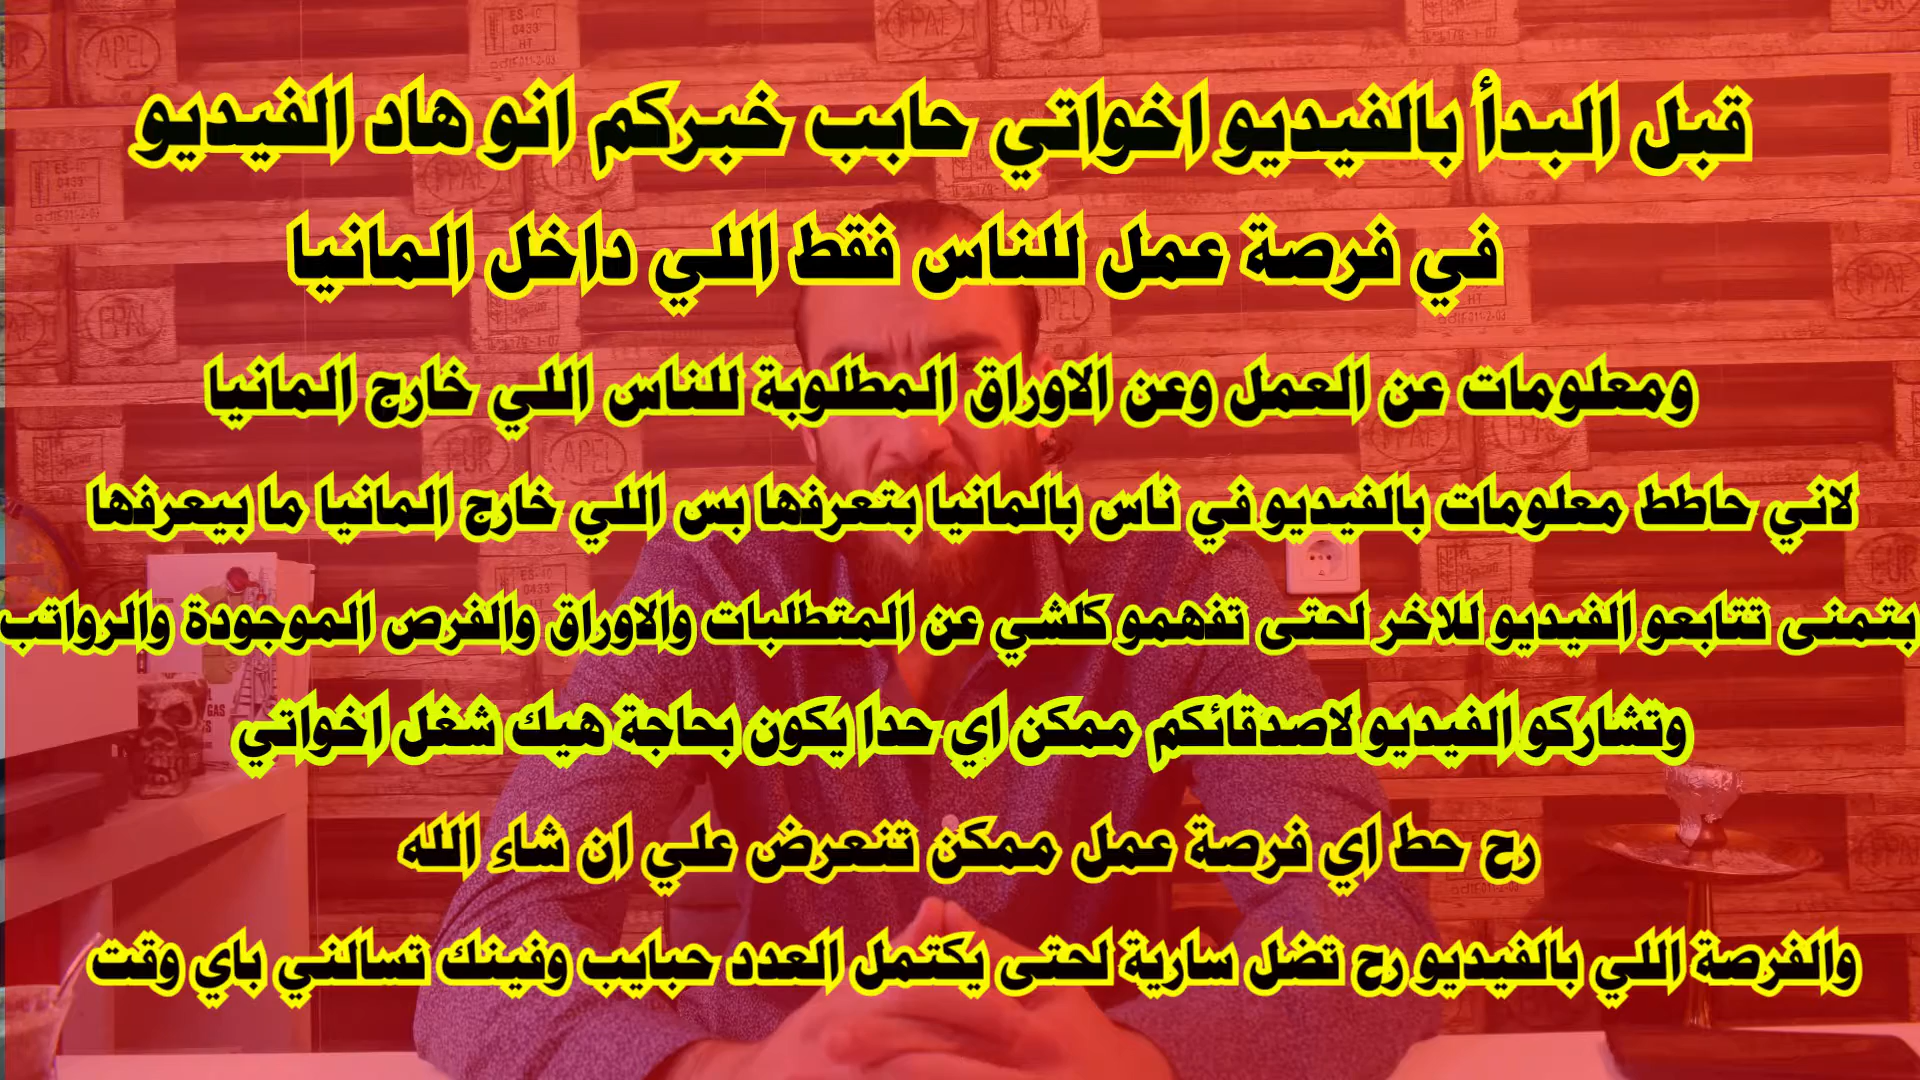 قبل البدأ بالفيديو اخواتي حابب خبركم انو هاد الفيديو
في فرصة عمل للناس فقط اللي داخل المانيا
ومعلومات عن العمل وعن الاوراق المطلوبة للناس اللي خارج المانيا
لاني حاطط معلومات بالفيديو في ناس بالمانيا بتعرفها بس اللي خارج المانيا ما بيعرفها
بتمنى تتابعو الفيديو للاخر لحتى تفهمو كلشي عن المتطلبات والاوراق والفرص الموجودة والرواتب
وتشاركو الفيديو لاصدقائكم ممكن اي حدا يكون بحاجة هيك شغل اخواتي
رح حط اي فرصة عمل ممكن تنعرض علي ان شاء الله
والفرصة اللي بالفيديو رح تضل سارية لحتى يكتمل العدد حبايب وفينك تسالني باي وقت